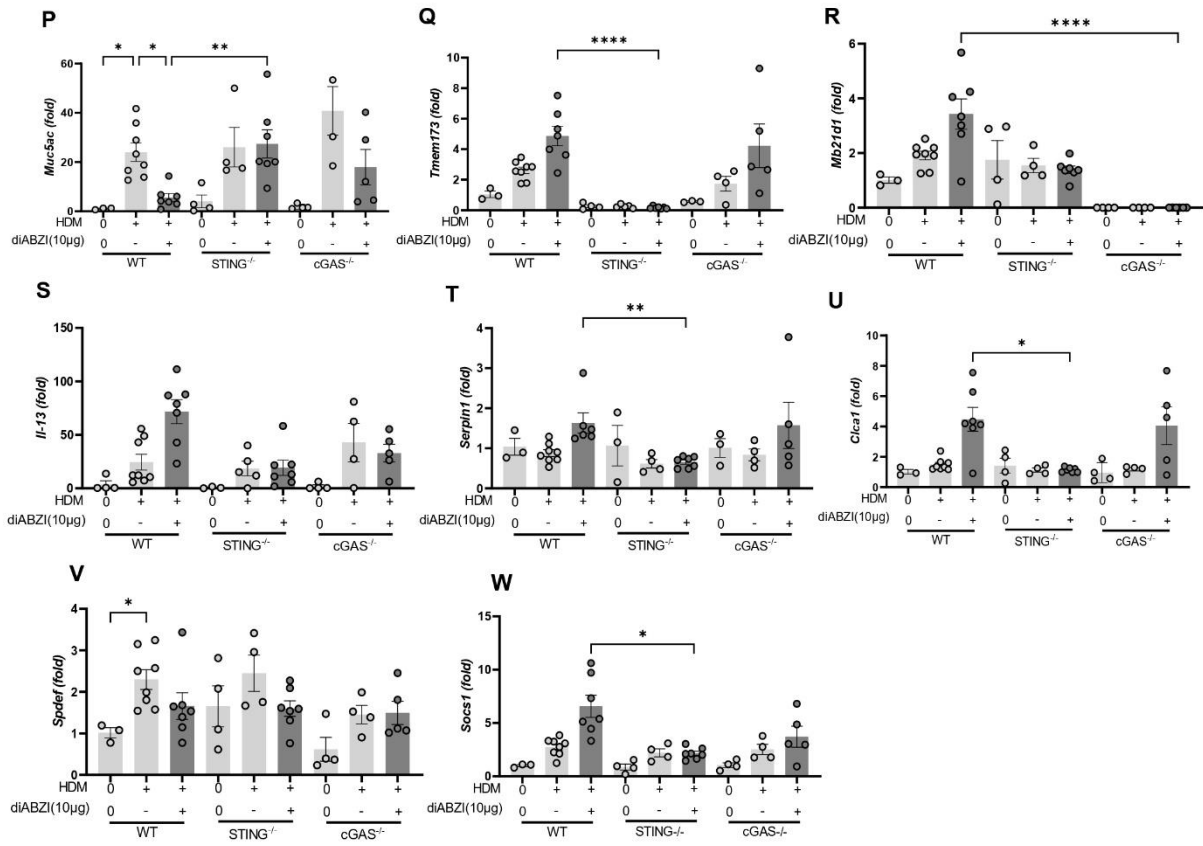 P
* * **
Muc5ac (fold)
60
40
20
0
HDM 0 + + 0 + + 0 + +
diABZI(10µg) 0 - + 0 - + 0 - +
WT STING-/- cGAS-/-
Q
****
Tmem173 (fold)
10
8
6
4
2
0
HDM 0 + + 0 + + 0 + +
diABZI(10µg) 0 - + 0 - + 0 - +
WT STING-/- cGAS-/-
R
****
Mb21d1 (fold)
6
4
2
0
HDM 0 + + 0 + + 0 + +
diABZI(10µg) 0 - + 0 - + 0 - +
WT STING-/- cGAS-/-
S
Il-13 (fold)
150
100
50
0
HDM 0 + + 0 + + 0 + +
diABZI(10µg) 0 - + 0 - + 0 - +
WT STING-/- cGAS-/-
T
**
Serpin1 (fold)
4
3
2
1
0
HDM 0 + + 0 + + 0 + +
diABZI(10µg) 0 - + 0 - + 0 - +
WT STING-/- cGAS-/-
U
*
Clca1 (fold)
10
8
6
4
2
0
HDM 0 + + 0 + + 0 + +
diABZI(10µg) 0 - + 0 - + 0 - +
WT STING-/- cGAS-/-
V
*
Spdef (fold)
4
3
2
1
0
HDM 0 + + 0 + + 0 + +
diABZI(10µg) 0 - + 0 - + 0 - +
WT STING-/- cGAS-/-
W
*
Socs1 (fold)
15
10
5
0
HDM 0 + + 0 + + 0 + +
diABZI(10µg) 0 - + 0 - + 0 - +
WT STING-/- cGAS-/-